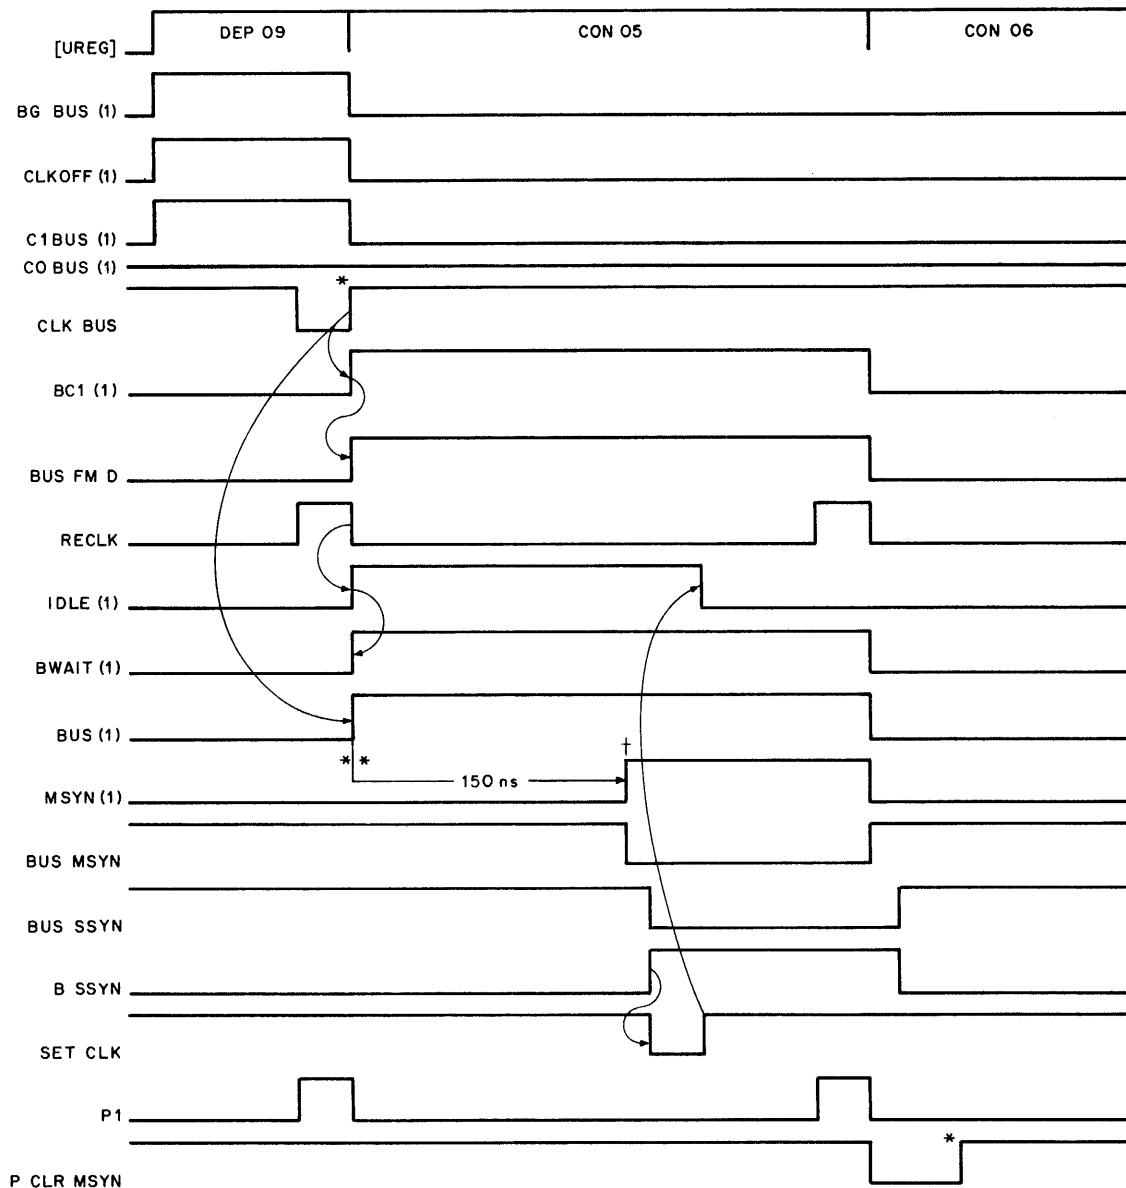 [UREG] DEP 09 CON 05 CON 06
BG BUS (1)
CLKOFF (1)
C1BUS (1)
CO BUS (1)
*
CLK BUS
BC1 (1)
BUS FM D
RECLK
IDLE (1)
BWAIT (1)
BUS (1)
* * 150 ns †
MSYN (1)
BUS MSYN
BUS SSYN
B SSYN
SET CLK
P1
*
P CLR MSYN